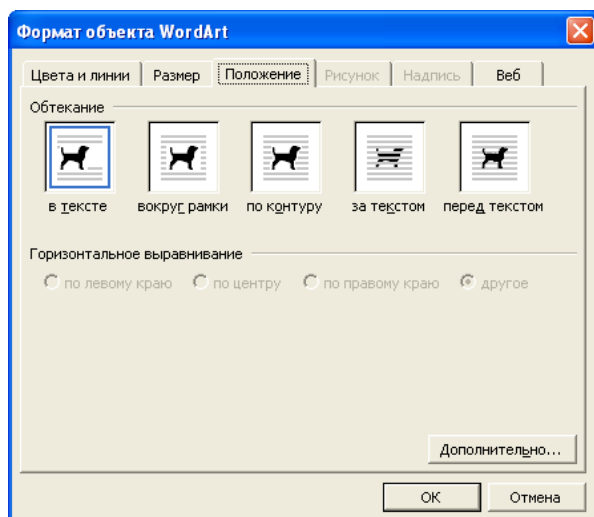 Формат объекта WordArt
Цвета и линии Размер Положение Рисунок Надпись Веб
Обтекание
в тексте вокруг рамки по контуру за текстом перед текстом
Горизонтальное выравнивание
по левому краю по центру по правому краю другое
Дополнительно...
ОК Отмена